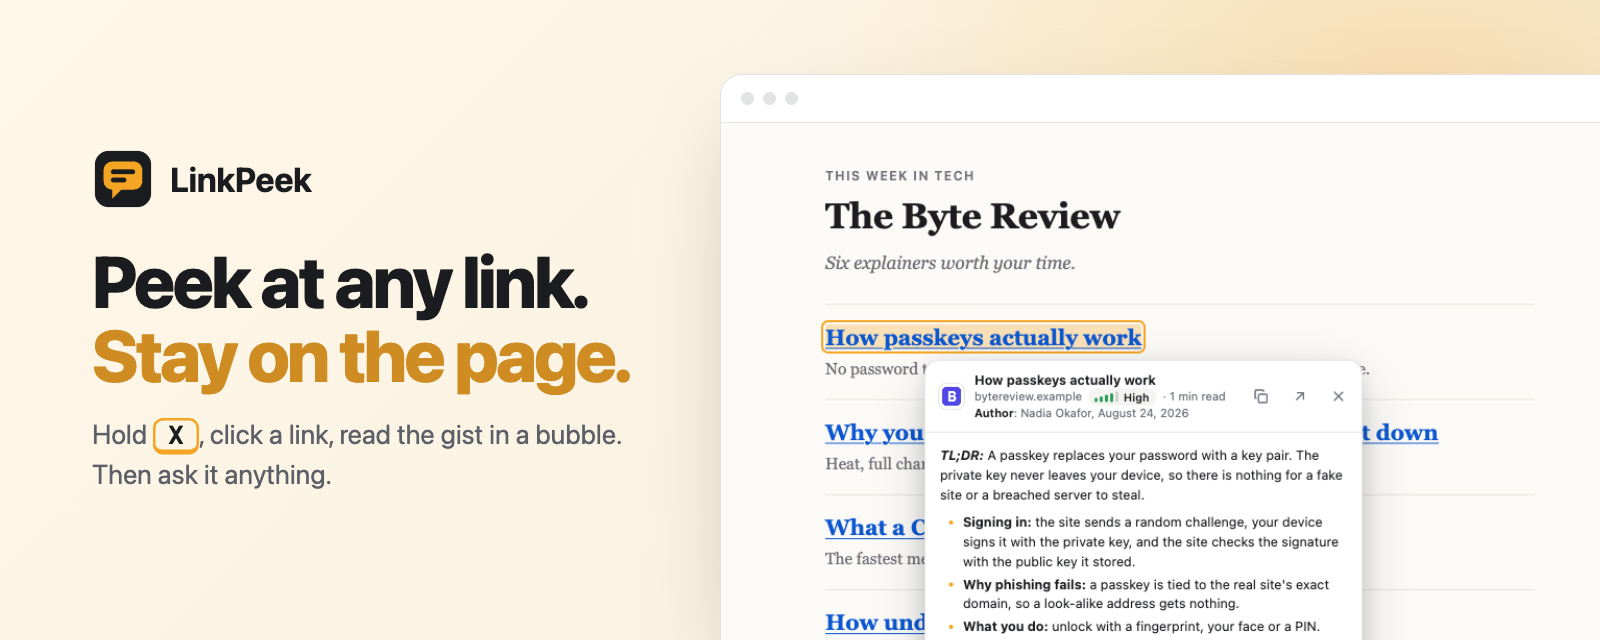 LinkPeek
Peek at any link.
Stay on the page.
Hold X, click a link, read the gist in a bubble.
Then ask it anything.
THIS WEEK IN TECH
The Byte Review
Six explainers worth your time.
How passkeys actually work
No password
B
How passkeys actually work
bytereview.example High · 1 min read
Author: Nadia Okafor, August 24, 2026
TL;DR: A passkey replaces your password with a key pair. The
private key never leaves your device, so there is nothing for a fake
site or a breached server to steal.
• Signing in: the site sends a random challenge, your device
signs it with the private key, and the site checks the signature
with the public key it stored.
• Why phishing fails: a passkey is tied to the real site's exact
domain, so a look-alike address gets nothing.
• What you do: unlock with a fingerprint, your face or a PIN.
Why you
t down
Heat, full
What a C
The fastest
How